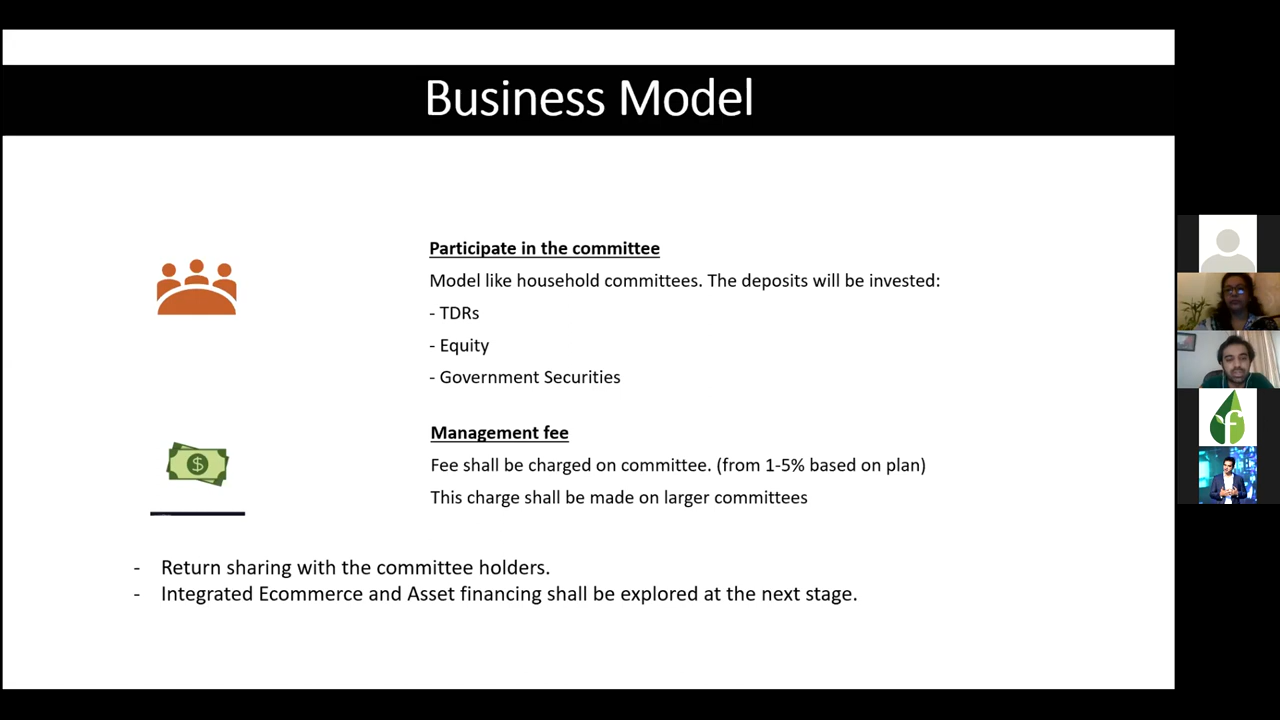 Business Model
Participate in the committee
Model like household committees. The deposits will be invested:
- TDRs
- Equity
- Government Securities
Management fee
Fee shall be charged on committee. (from 1-5% based on plan)
This charge shall be made on larger committees
- Return sharing with the committee holders.
- Integrated Ecommerce and Asset financing shall be explored at the next stage.